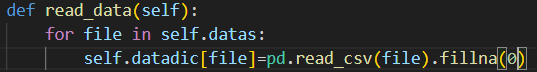 def read_data(self):
    for file in self.datas:
        self.datadic[file]=pd.read_csv(file).fillna(0)